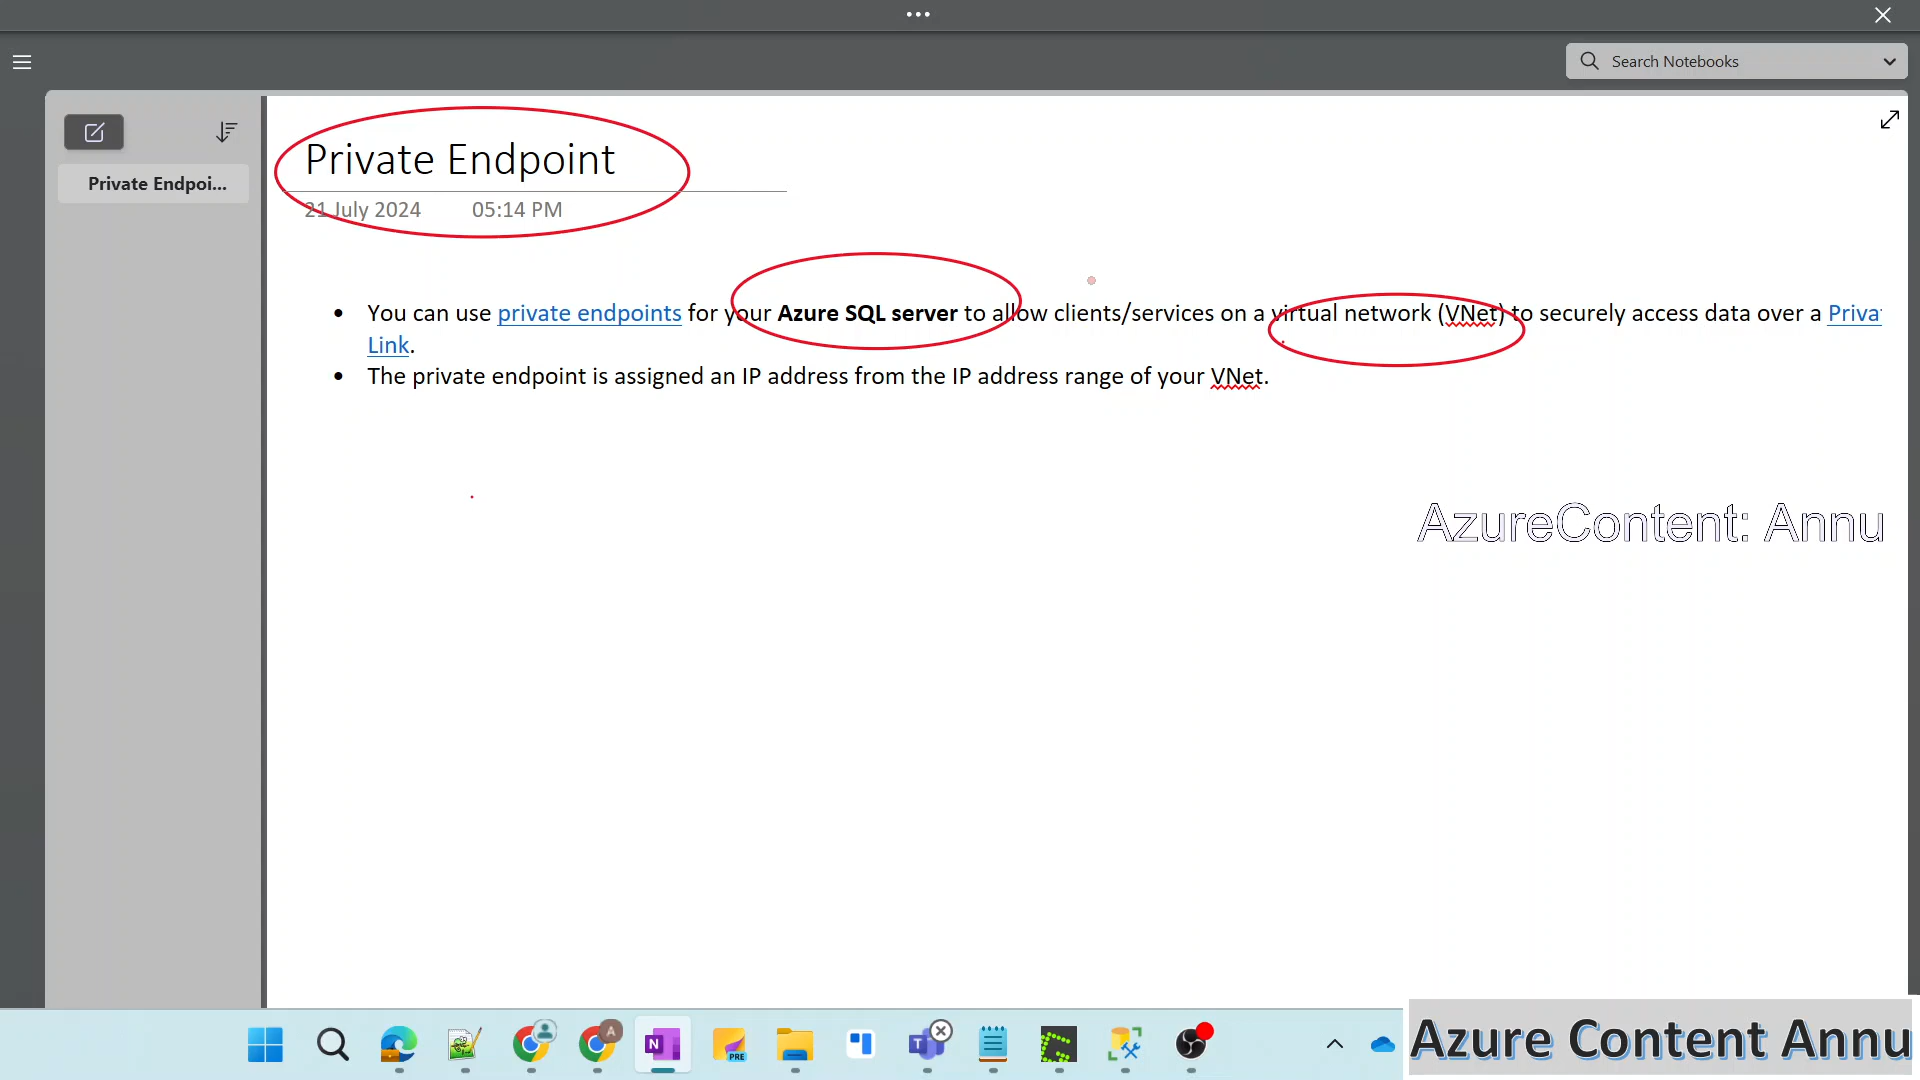 Search Notebooks
Private Endpoi...
Private Endpoint
21 July 2024 05:14 PM
• You can use private endpoints for your Azure SQL server to allow clients/services on a virtual network (VNet) to securely access data over a Priva
Link.
• The private endpoint is assigned an IP address from the IP address range of your VNet.
AzureContent: Annu
A
N
PRE
T
Azure Content Annu